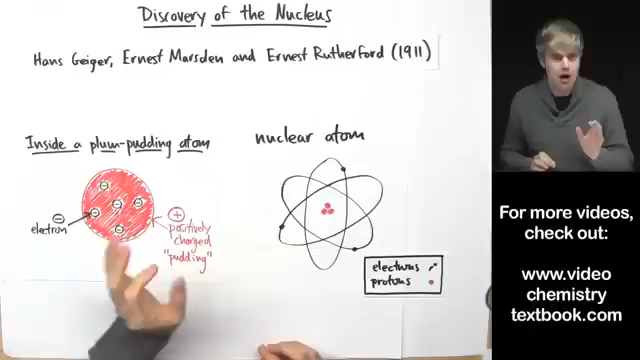 Discovery of the Nucleus
Hans Geiger, Ernest Marsden and Ernest Rutherford (1911)
Inside a plum-pudding atom
nuclear atom
electron
positively
charged
"pudding"
electrons
protons
For more videos,
check out:
www.video
chemistry
textbook.com